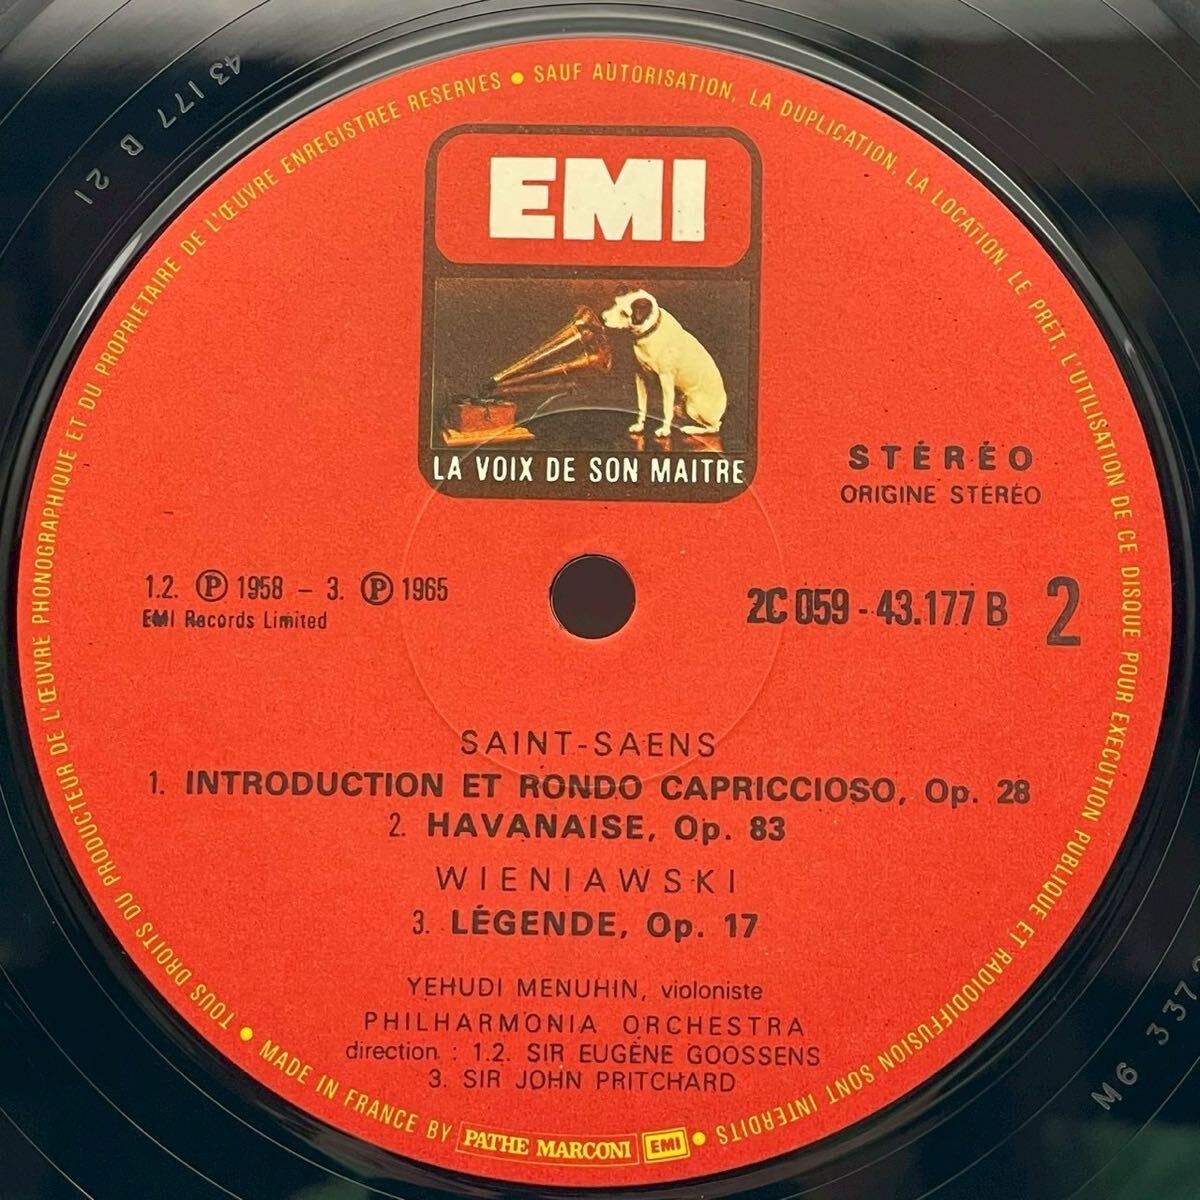 EMI
LA VOIX DE SON MAITRE
STÉRÉO
ORIGINE STÉRÉO
1.2. Ⓟ 1958 - 3. Ⓟ 1965
EMI Records Limited
2C 059 - 43.177 B 2
SAINT-SAENS
1. INTRODUCTION ET RONDO CAPRICCIOSO, Op. 28
2. HAVANAISE, Op. 83
WIENIAWSKI
3. LÉGENDE, Op. 17
YEHUDI MENUHIN, violoniste
PHILHARMONIA ORCHESTRA
direction : 1.2. SIR EUGÈNE GOOSSENS
3. SIR JOHN PRITCHARD
TOUS DROITS DU PRODUCTEUR DE L'ŒUVRE PHONOGRAPHIQUE ET DU PROPRIETAIRE DE L'ŒUVRE ENREGISTREE RESERVES • SAUF AUTORISATION, LA DUPLICATION, LA LOCATION, LE PRET, L'UTILISATION DE CE DISQUE POUR EXECUTION PUBLIQUE ET RADIODIFFUSION SONT INTERDITS •
MADE IN FRANCE BY PATHE MARCONI EMI
43177 B 21
M6 337